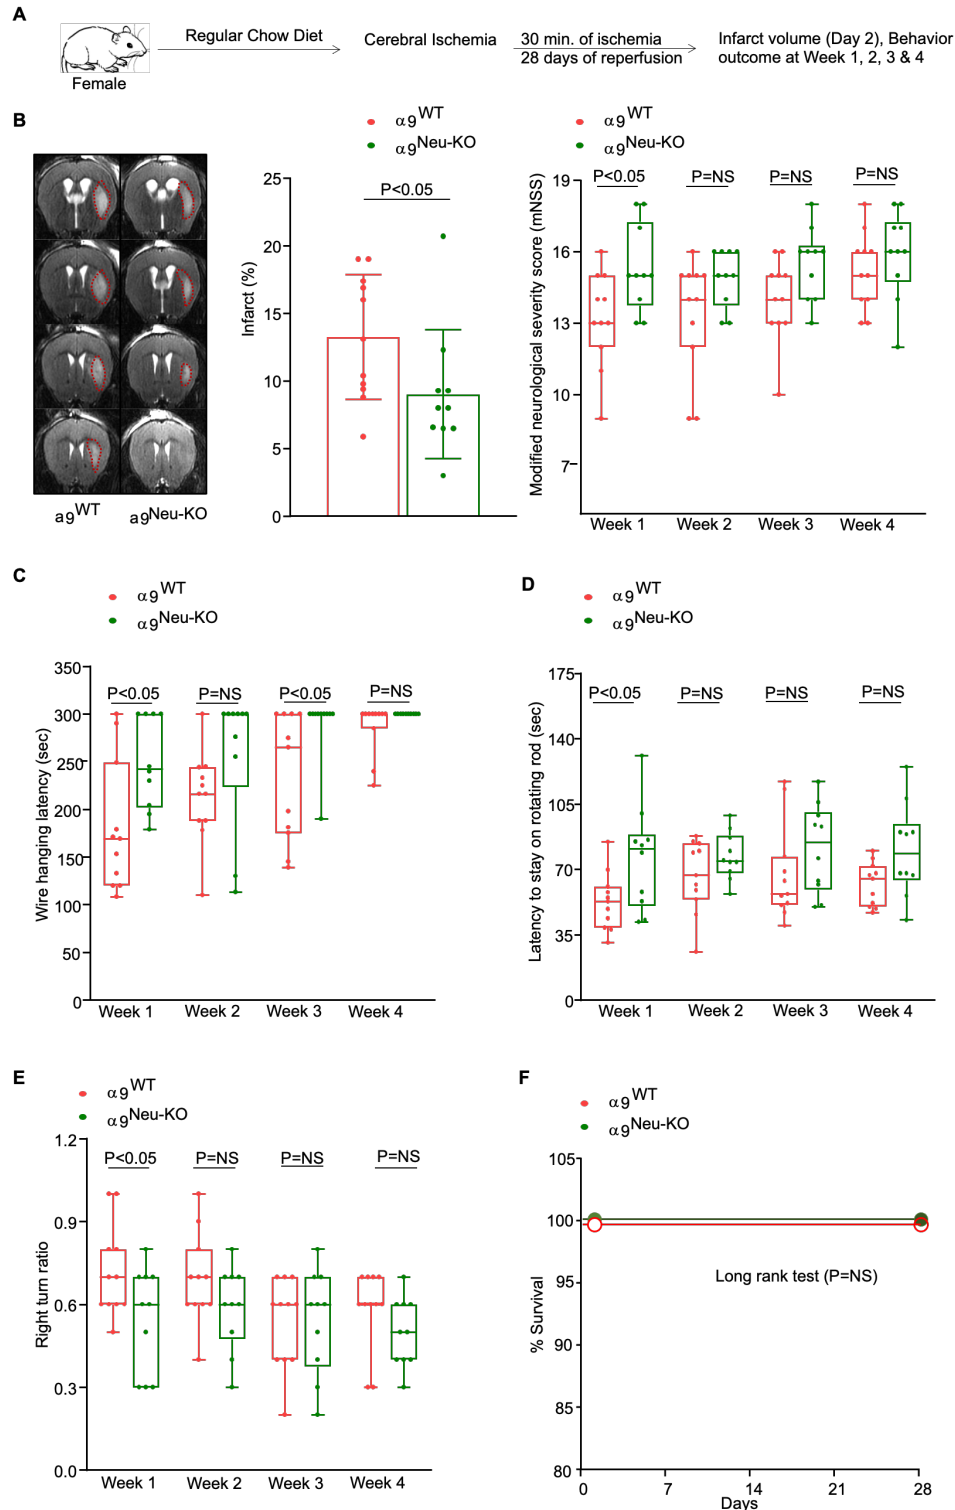 A
Female
Regular Chow Diet
Cerebral Ischemia
30 min. of ischemia
28 days of reperfusion
Infarct volume (Day 2), Behavior
outcome at Week 1, 2, 3 & 4
B
a9WT
a9Neu-KO
α9WT
α9Neu-KO
P<0.05
Infarct (%)
25
20
15
10
5
0
α9WT
α9Neu-KO
P<0.05
P=NS
P=NS
P=NS
Modified neurological severity score (mNSS)
19
16
13
10
7
Week 1
Week 2
Week 3
Week 4
C
α9WT
α9Neu-KO
P<0.05
P=NS
P<0.05
P=NS
Wire hanging latency (sec)
350
300
250
200
150
100
50
0
Week 1
Week 2
Week 3
Week 4
D
α9WT
α9Neu-KO
P<0.05
P=NS
P=NS
P=NS
Latency to stay on rotating rod (sec)
175
140
105
70
35
0
Week 1
Week 2
Week 3
Week 4
E
α9WT
α9Neu-KO
P<0.05
P=NS
P=NS
P=NS
Right turn ratio
1.2
0.9
0.6
0.3
0.0
Week 1
Week 2
Week 3
Week 4
F
α9WT
α9Neu-KO
% Survival
105
100
95
90
85
80
Long rank test (P=NS)
0
7
14
21
28
Days